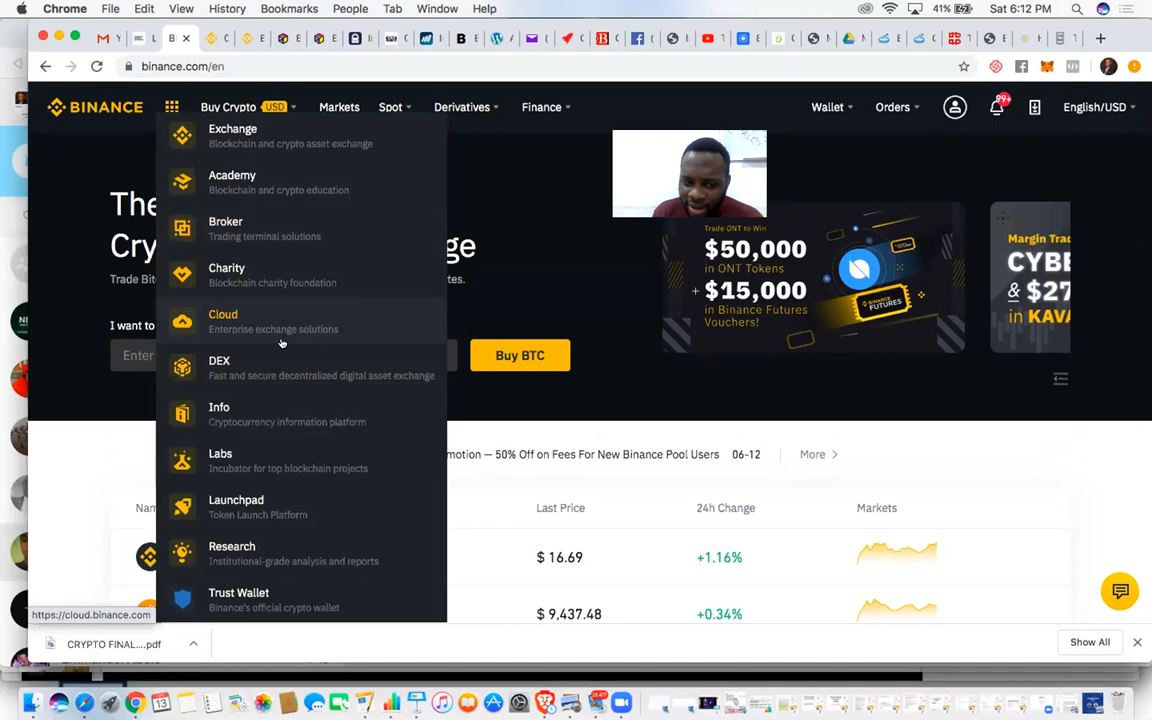 Chrome File Edit View History Bookmarks People Tab Window Help 41% Sat 6:12 PM
binance.com/en
BINANCE Buy Crypto USD Markets Spot Derivatives Finance Wallet Orders 99+ English/USD
Exchange
Blockchain and crypto asset exchange
Academy
Blockchain and crypto education
Broker
Trading terminal solutions
Charity
Blockchain charity foundation
Cloud
Enterprise exchange solutions
DEX
Fast and secure decentralized digital asset exchange
Info
Cryptocurrency information platform
Labs
Incubator for top blockchain projects
Launchpad
Token Launch Platform
Research
Institutional-grade analysis and reports
Trust Wallet
Binance's official crypto wallet
The
Cry nge
Trade Bit tes.
I want to
Enter Buy BTC
Trade ONT to Win
$50,000
in ONT Tokens
+ $15,000
in Binance Futures
Vouchers!
BINANCE
FUTURES
Margin Trad
CYBE
& $27
in KAVA
motion — 50% Off on Fees For New Binance Pool Users 06-12 More
Nam Last Price 24h Change Markets
$ 16.69 +1.16%
$ 9,437.48 +0.34%
https://cloud.binance.com
CRYPTO FINAL....pdf Show All